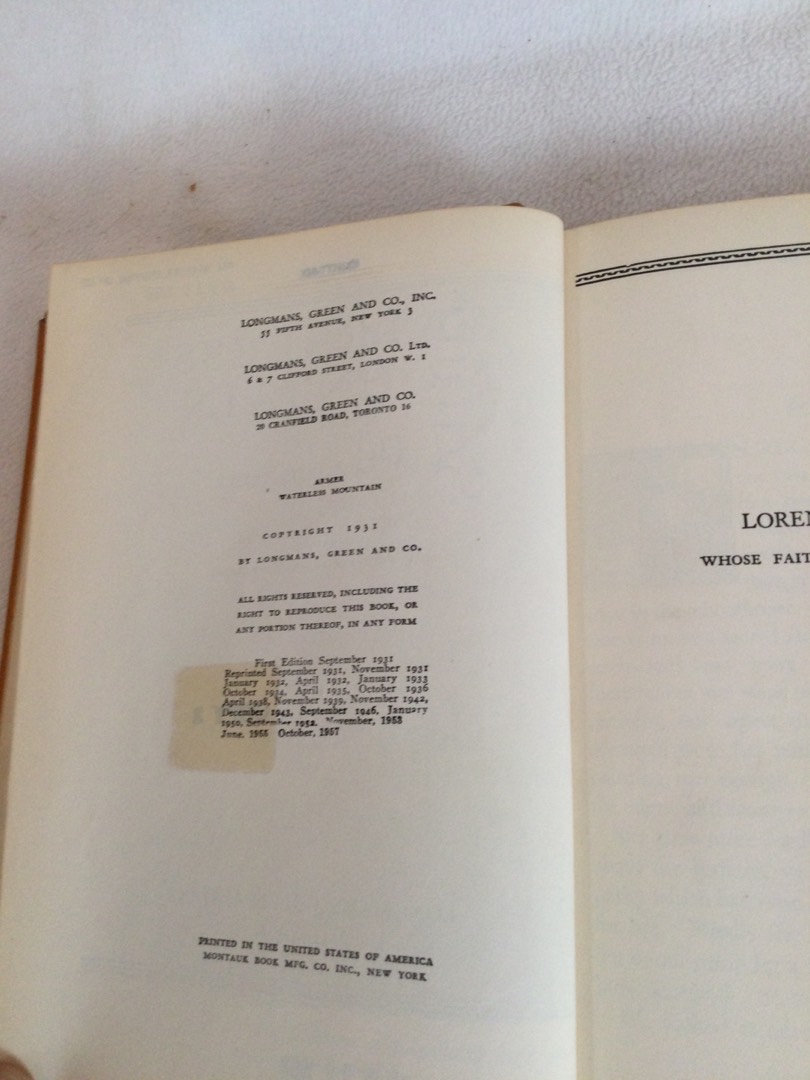 LONGMANS, GREEN AND CO., INC.
55 FIFTH AVENUE, NEW YORK 3
LONGMANS, GREEN AND CO. LTD.
6 & 7 CLIFFORD STREET, LONDON W. 1
LONGMANS, GREEN AND CO.
20 CRANFIELD ROAD, TORONTO 16
ARMER
WATERLESS MOUNTAIN
COPYRIGHT 1931
BY LONGMANS, GREEN AND CO.
ALL RIGHTS RESERVED, INCLUDING THE
RIGHT TO REPRODUCE THIS BOOK, OR
ANY PORTION THEREOF, IN ANY FORM
First Edition September 1931
Reprinted September 1931, November 1931
January 1932, April 1932, January 1933
October 1934, April 1935, October 1936
April 1938, November 1939, November 1942,
December 1943, September 1946, January
1950, September 1952, November, 1953
June, 1955 October, 1957
PRINTED IN THE UNITED STATES OF AMERICA
MONTAUK BOOK MFG. CO. INC., NEW YORK
LOREN
WHOSE FAIT